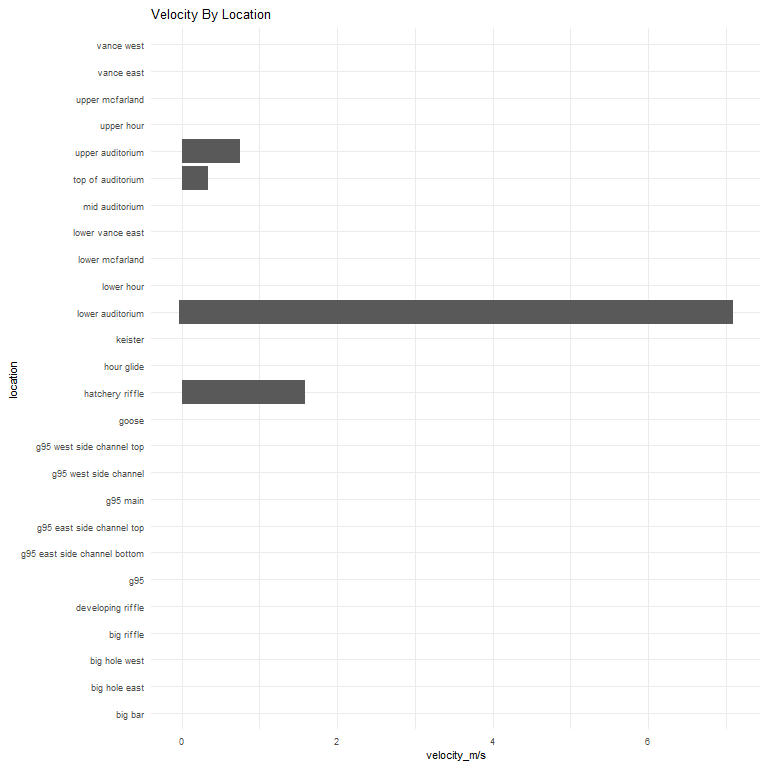 Velocity By Location
vance west
vance east
upper mcfarland
upper hour
upper auditorium
top of auditorium
mid auditorium
lower vance east
lower mcfarland
lower hour
lower auditorium
keister
hour glide
hatchery riffle
goose
g95 west side channel top
g95 west side channel
g95 main
g95 east side channel top
g95 east side channel bottom
g95
developing riffle
big riffle
big hole west
big hole east
big bar
location
0 2 4 6
velocity_m/s